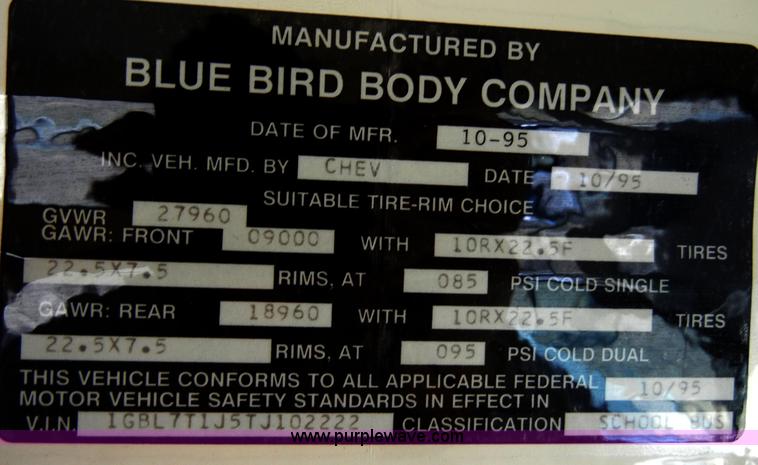 MANUFACTURED BY
BLUE BIRD BODY COMPANY
DATE OF MFR. 10-95
INC. VEH. MFD. BY CHEV DATE 10/95
SUITABLE TIRE-RIM CHOICE
GVWR 27960
GAWR: FRONT 09000 WITH 10RX22.5F TIRES
22.5X7.5 RIMS, AT 085 PSI COLD SINGLE
GAWR: REAR 18960 WITH 10RX22.5F TIRES
22.5X7.5 RIMS, AT 095 PSI COLD DUAL
THIS VEHICLE CONFORMS TO ALL APPLICABLE FEDERAL 10/95
MOTOR VEHICLE SAFETY STANDARDS IN EFFECT IN
V.I.N. 1GBL7T1J5TJ102222 CLASSIFICATION SCHOOL BUS
www.purplewave.com